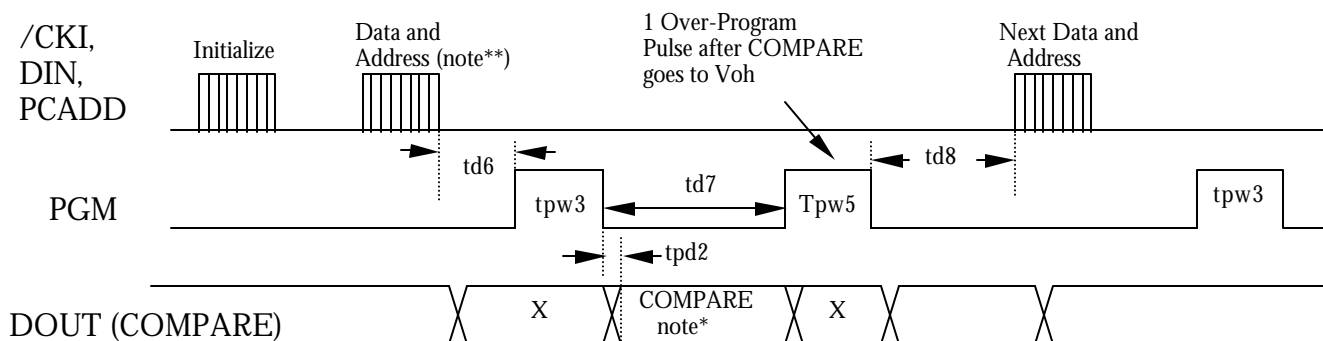 /CKI,
DIN,
PCADD
Initialize
Data and
Address (note**)
1 Over-Program
Pulse after COMPARE
goes to Voh
Next Data and
Address
PGM
td6
tpw3
td7
Tpw5
td8
tpw3
tpd2
DOUT (COMPARE)
X
COMPARE
note*
X